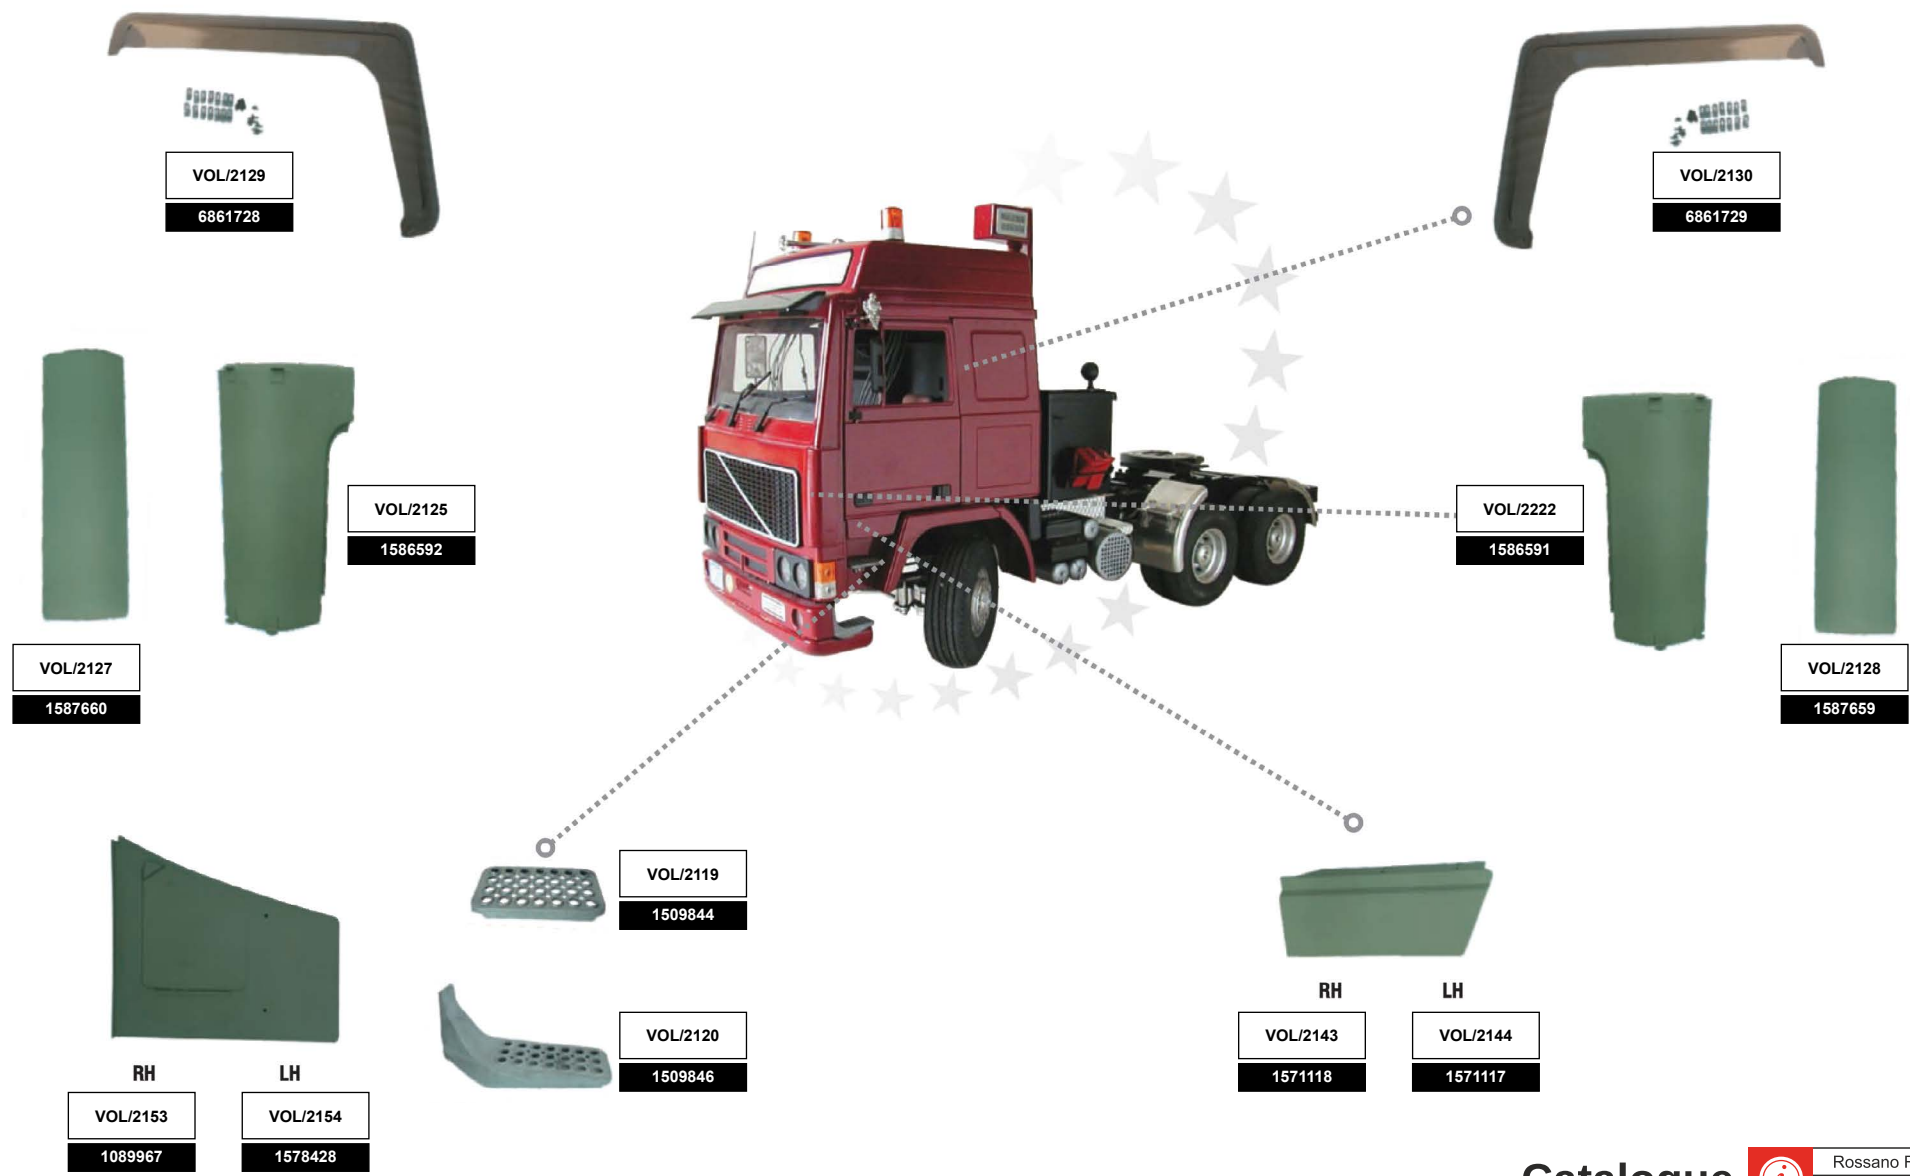 VOL/2129
6861728
VOL/2130
6861729
VOL/2125
1586592
VOL/2222
1586591
VOL/2127
1587660
VOL/2128
1587659
VOL/2119
1509844
VOL/2120
1509846
RH LH
VOL/2143 VOL/2144
1571118 1571117
RH LH
VOL/2153 VOL/2154
1089967 1578428
Catalogue
Rossano